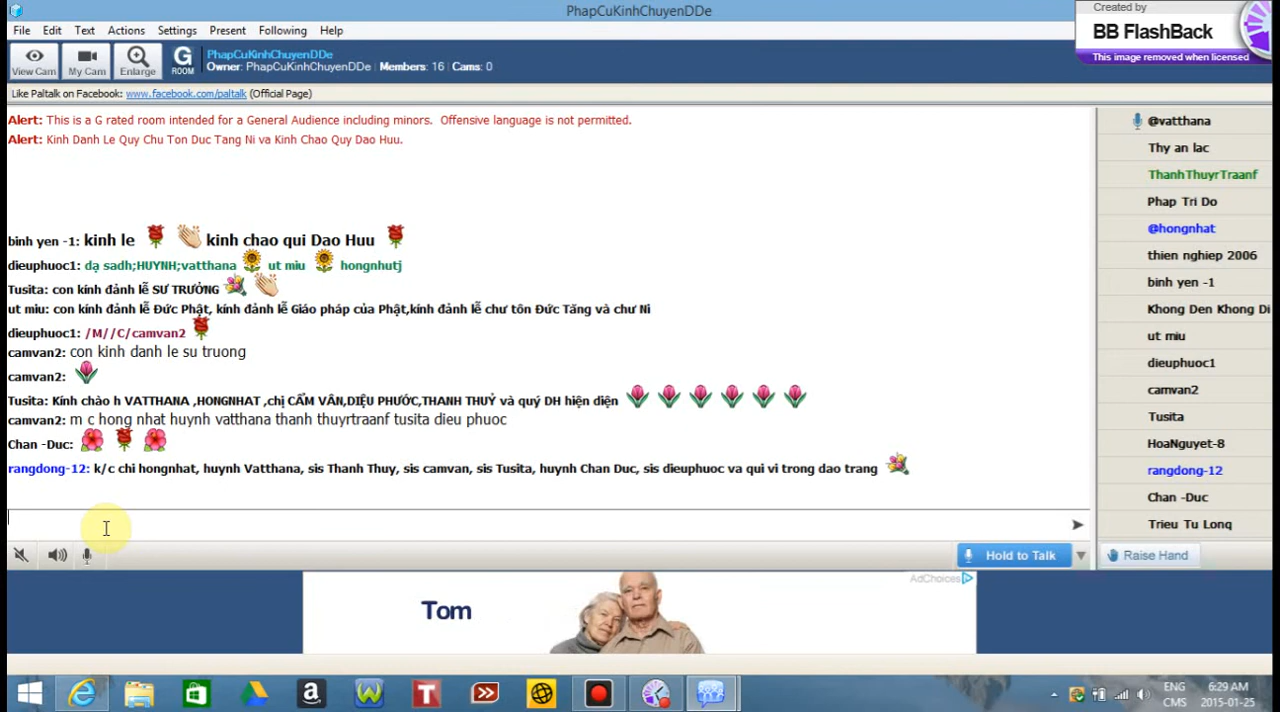 PhapCuKinhChuyenDDe
Created by
BB FlashBack
This image removed when licensed
File Edit Text Actions Settings Present Following Help
View Cam My Cam Enlarge G ROOM
PhapCuKinhChuyenDDe
Owner: PhapCuKinhChuyenDDe Members: 16 Cams: 0
Like Paltalk on Facebook: www.facebook.com/paltalk (Official Page)
Alert: This is a G rated room intended for a General Audience including minors. Offensive language is not permitted.
Alert: Kinh Danh Le Quy Chu Ton Duc Tang Ni va Kinh Chao Quy Dao Huu.
binh yen -1: kinh le kinh chao qui Dao Huu
dieuphuoc1: dạ sadh;HUYNH;vatthana ut miu hongnhutj
Tusita: con kính đảnh lễ SƯ TRƯỞNG
ut miu: con kính đảnh lễ Đức Phật, kính đảnh lễ Giáo pháp của Phật,kính đảnh lễ chư tôn Đức Tăng và chư Ni
dieuphuoc1: /M//C/camvan2
camvan2: con kinh danh le su truong
camvan2:
Tusita: Kính chào h VATTHANA ,HONGNHAT ,chị CẨM VÂN,DIỆU PHƯỚC,THANH THUỶ và quý DH hiện diện
camvan2: m c hong nhat huynh vatthana thanh thuyrtraanf tusita dieu phuoc
Chan -Duc:
rangdong-12: k/c chi hongnhat, huynh Vatthana, sis Thanh Thuy, sis camvan, sis Tusita, huynh Chan Duc, sis dieuphuoc va qui vi trong dao trang
@vatthana
Thy an lac
ThanhThuyrTraanf
Phap Tri Do
@hongnhat
thien nghiep 2006
binh yen -1
Khong Den Khong Di
ut miu
dieuphuoc1
camvan2
Tusita
HoaNguyet-8
rangdong-12
Chan -Duc
Trieu Tu Long
Hold to Talk
Raise Hand
AdChoices
Tom
ENG
CMS
6:29 AM
2015-01-25